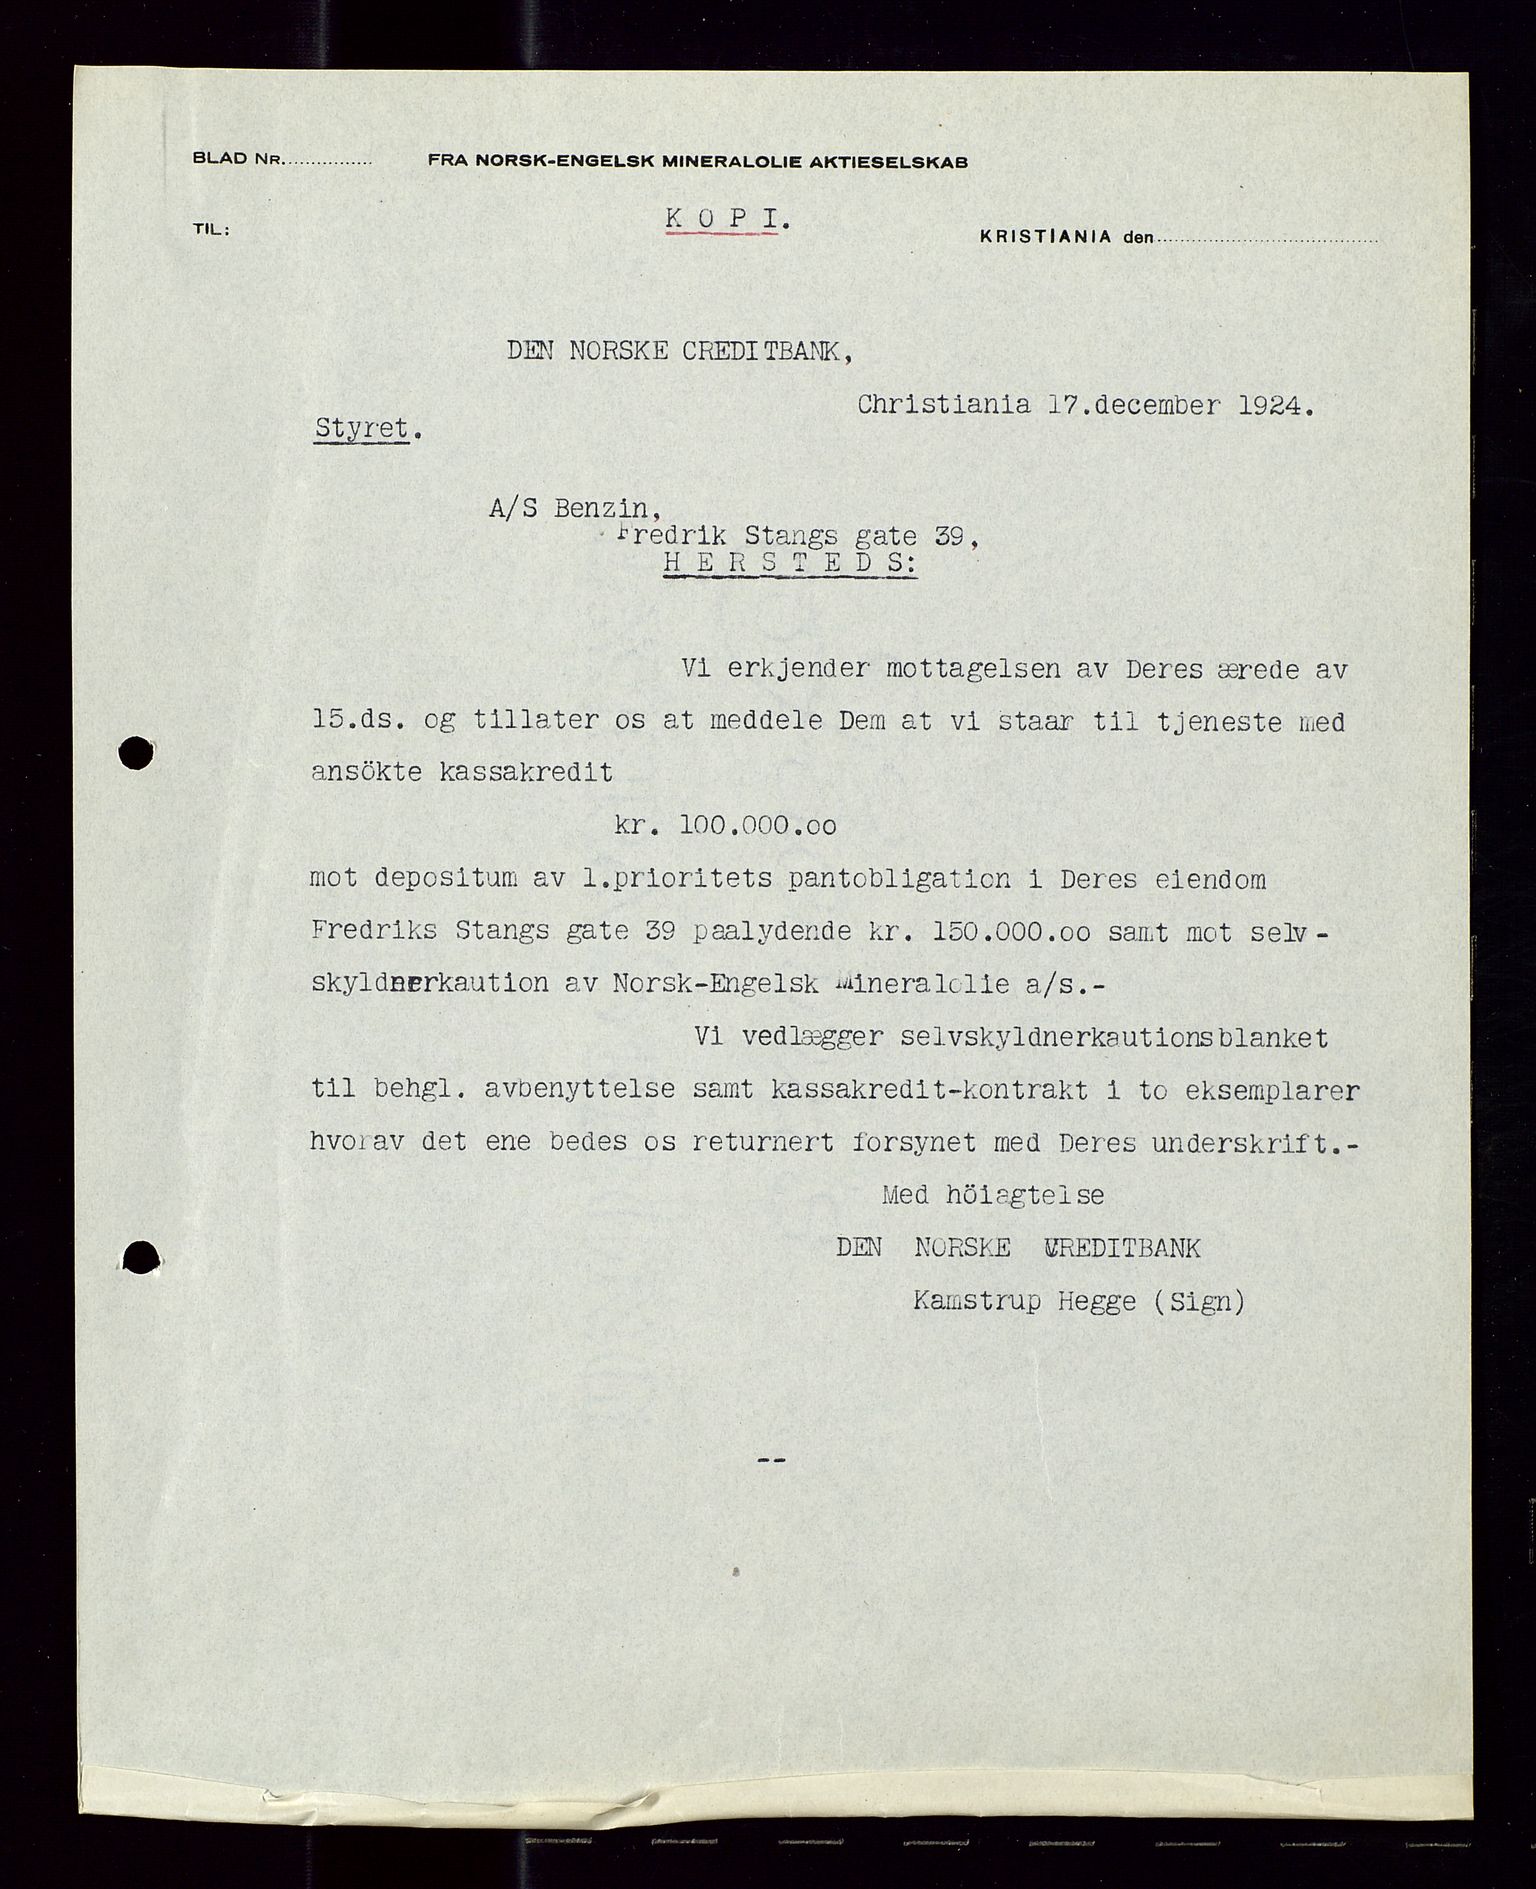 BLAD NR................ FRA NORSK-ENGELSK MINERALOLIE AKTIESELSKAB
K O P I.
TIL:
KRISTIANIA den......................................
DEN NORSKE CREDITBANK,
Christiania 17.december 1924.
Styret.
A/S Benzin,
Fredrik Stangs gate 39,
H E R S T E D S:
Vi erkjender mottagelsen av Deres ærede av
15.ds. og tillater os at meddele Dem at vi staar til tjeneste med
ansökte kassakredit
kr. 100.000.oo
mot depositum av 1.prioritets pantobligation i Deres eiendom
Fredriks Stangs gate 39 paalydende kr. 150.000.oo samt mot selv-
skyldnerkaution av Norsk-Engelsk Mineralolie a/s.-
Vi vedlægger selvskyldnerkautionsblanket
til behgl. avbenyttelse samt kassakredit-kontrakt i to eksemplarer
hvorav det ene bedes os returnert forsynet med Deres underskrift.-
Med höiagtelse
DEN NORSKE CREDITBANK
Kamstrup Hegge (Sign)
--